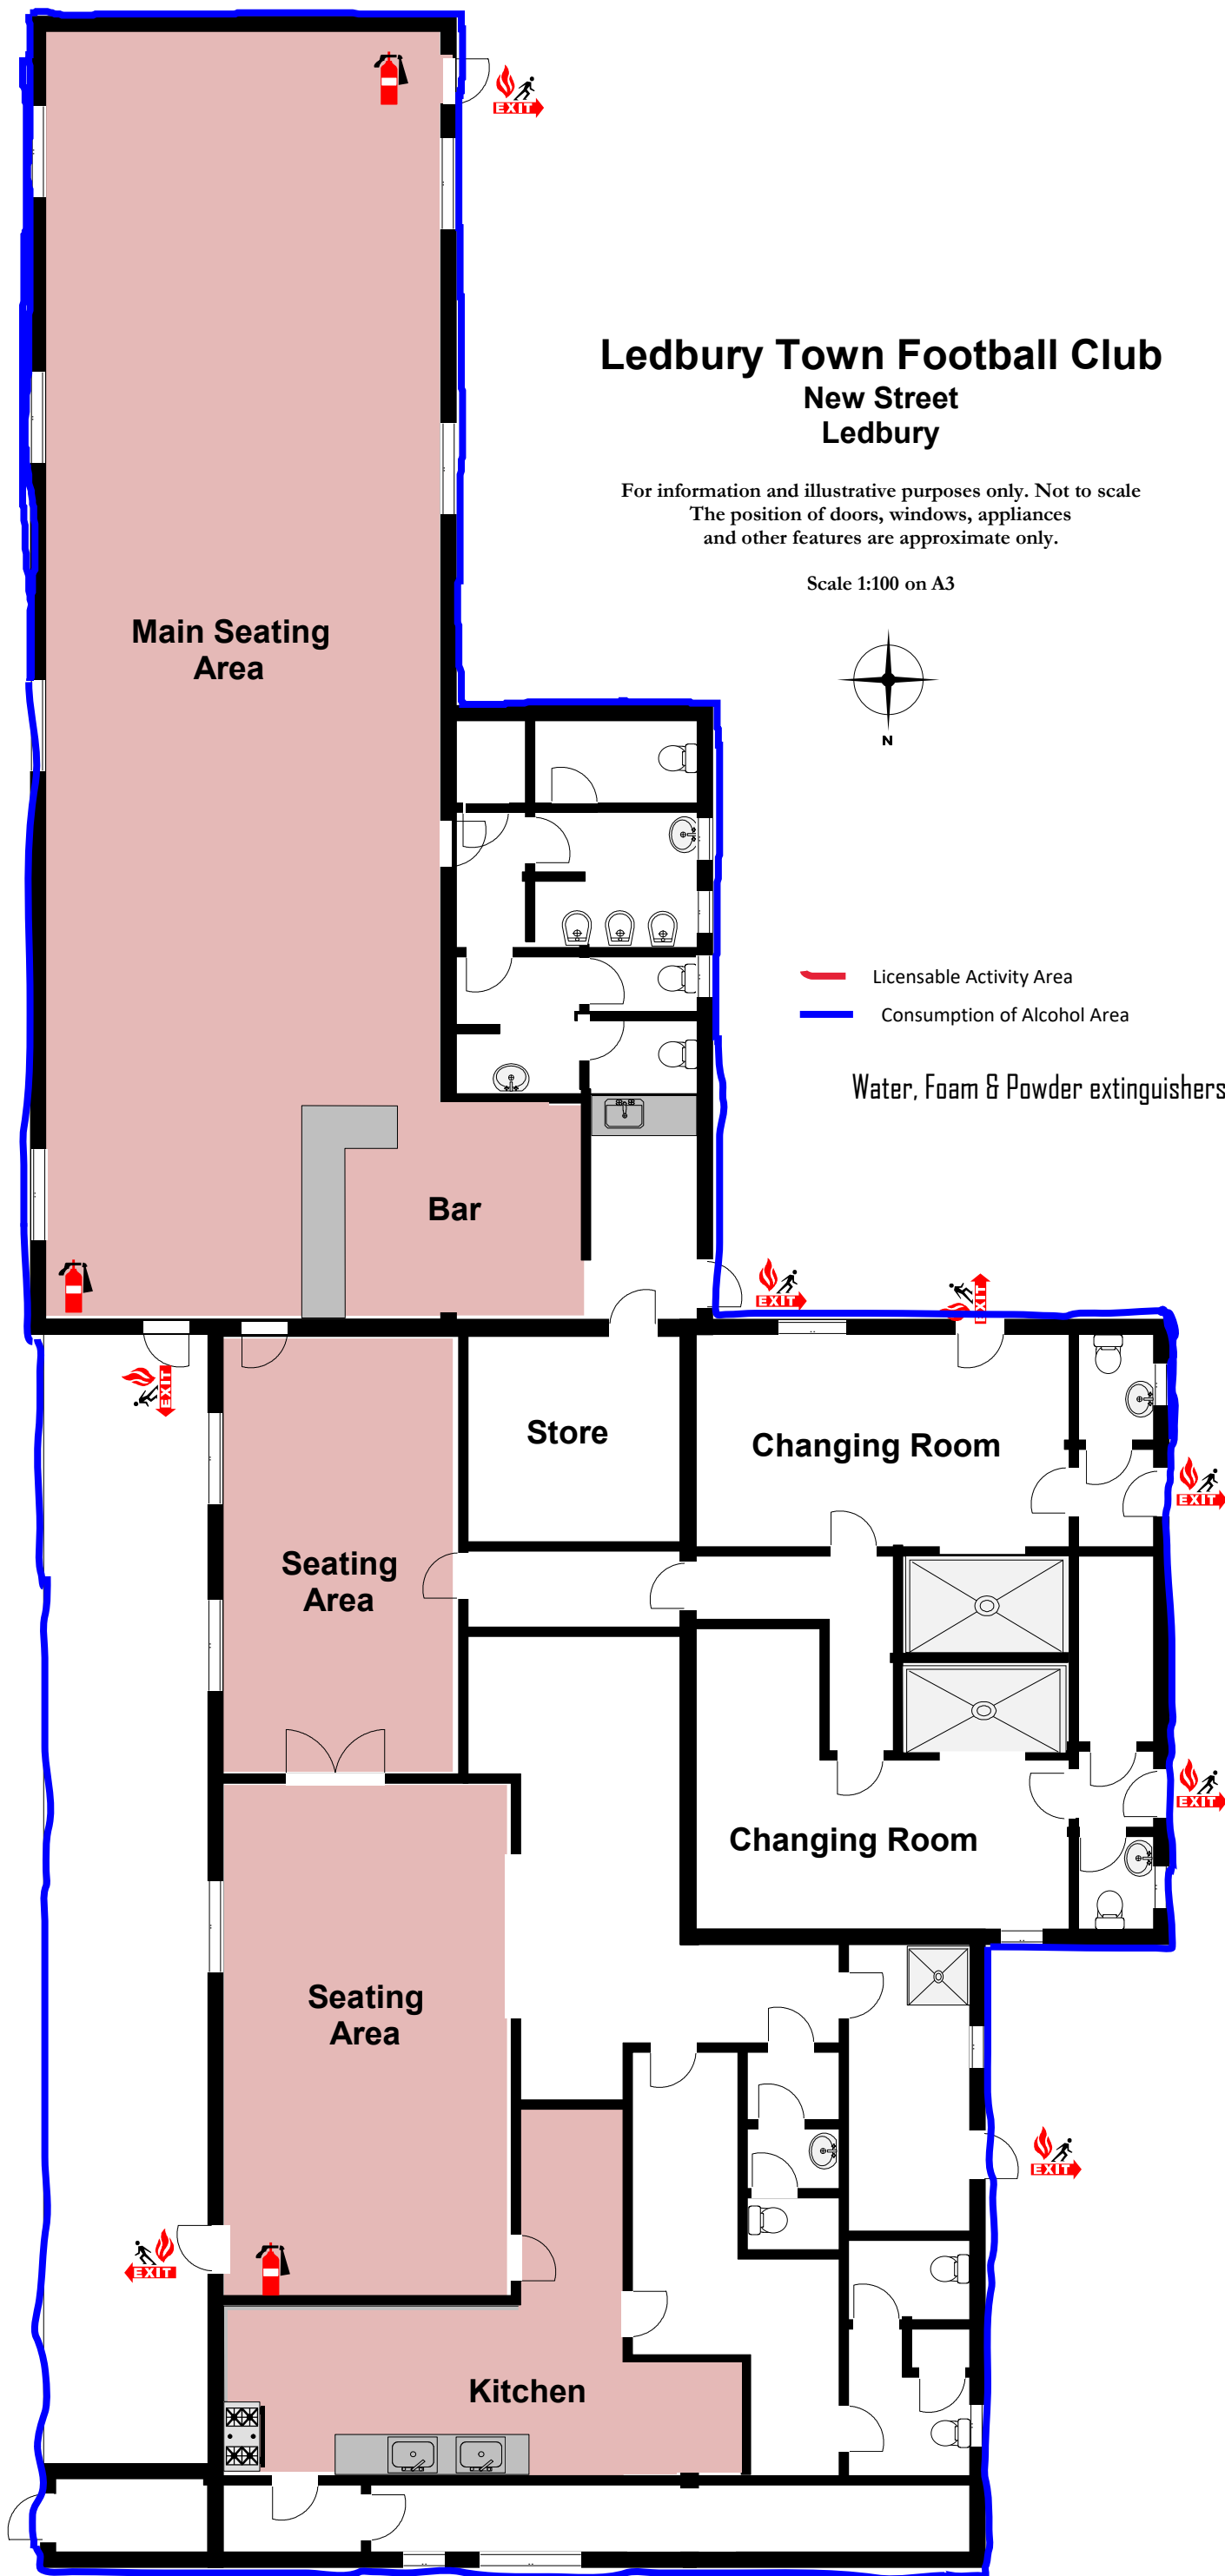 EXIT
Ledbury Town Football Club
New Street
Ledbury
For information and illustrative purposes only. Not to scale
The position of doors, windows, appliances
and other features are approximate only.
Scale 1:100 on A3
Main Seating
Area
N
Licensable Activity Area
Consumption of Alcohol Area
Water, Foam & Powder extinguishers
Bar
EXIT
EXIT
EXIT
Store
Changing Room
EXIT
Seating
Area
EXIT
Changing Room
Seating
Area
EXIT
EXIT
Kitchen